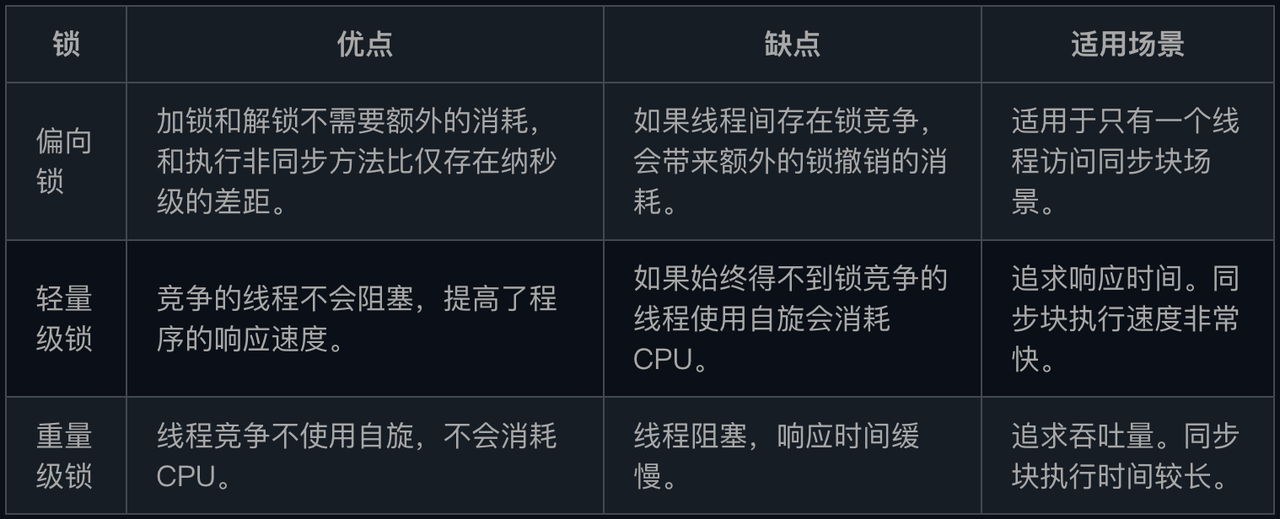 锁 优点 缺点 适用场景
偏向
锁
加锁和解锁不需要额外的消耗，
和执行非同步方法比仅存在纳秒
级的差距。
如果线程间存在锁竞争，
会带来额外的锁撤销的消
耗。
适用于只有一个线
程访问同步块场
景。
轻量
级锁
竞争的线程不会阻塞，提高了程
序的响应速度。
如果始终得不到锁竞争的
线程使用自旋会消耗
CPU。
追求响应时间。同
步块执行速度非常
快。
重量
级锁
线程竞争不使用自旋，不会消耗
CPU。
线程阻塞，响应时间缓
慢。
追求吞吐量。同步
块执行时间较长。